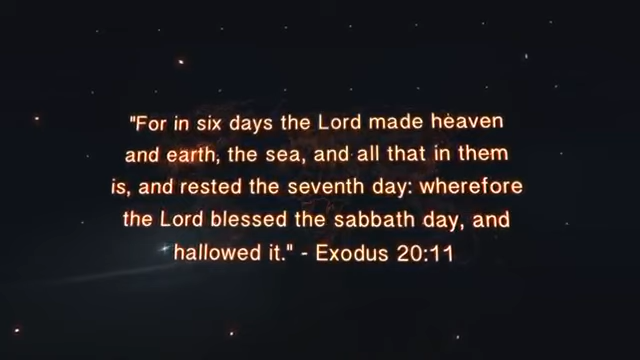 "For in six days the Lord made heaven
and earth, the sea, and all that in them
is, and rested the seventh day: wherefore
the Lord blessed the sabbath day, and
hallowed it." - Exodus 20:11